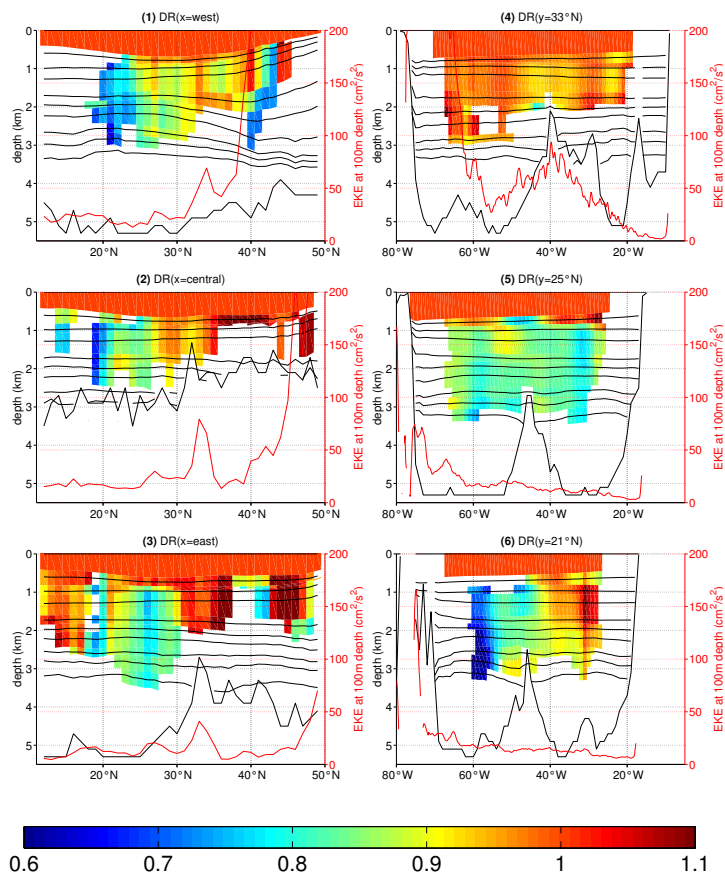 (1) DR(x=west)
0
1
2
3
4
5
depth (km)
200
150
100
50
0
EKE at 100m depth (cm²/s²)
20°N 30°N 40°N 50°N
(4) DR(y=33°N)
0
1
2
3
4
5
depth (km)
200
150
100
50
0
EKE at 100m depth (cm²/s²)
80°W 60°W 40°W 20°W
(2) DR(x=central)
0
1
2
3
4
5
depth (km)
200
150
100
50
0
EKE at 100m depth (cm²/s²)
20°N 30°N 40°N 50°N
(5) DR(y=25°N)
0
1
2
3
4
5
depth (km)
200
150
100
50
0
EKE at 100m depth (cm²/s²)
80°W 60°W 40°W 20°W
(3) DR(x=east)
0
1
2
3
4
5
depth (km)
200
150
100
50
0
EKE at 100m depth (cm²/s²)
20°N 30°N 40°N 50°N
(6) DR(y=21°N)
0
1
2
3
4
5
depth (km)
200
150
100
50
0
EKE at 100m depth (cm²/s²)
80°W 60°W 40°W 20°W
0.6 0.7 0.8 0.9 1 1.1